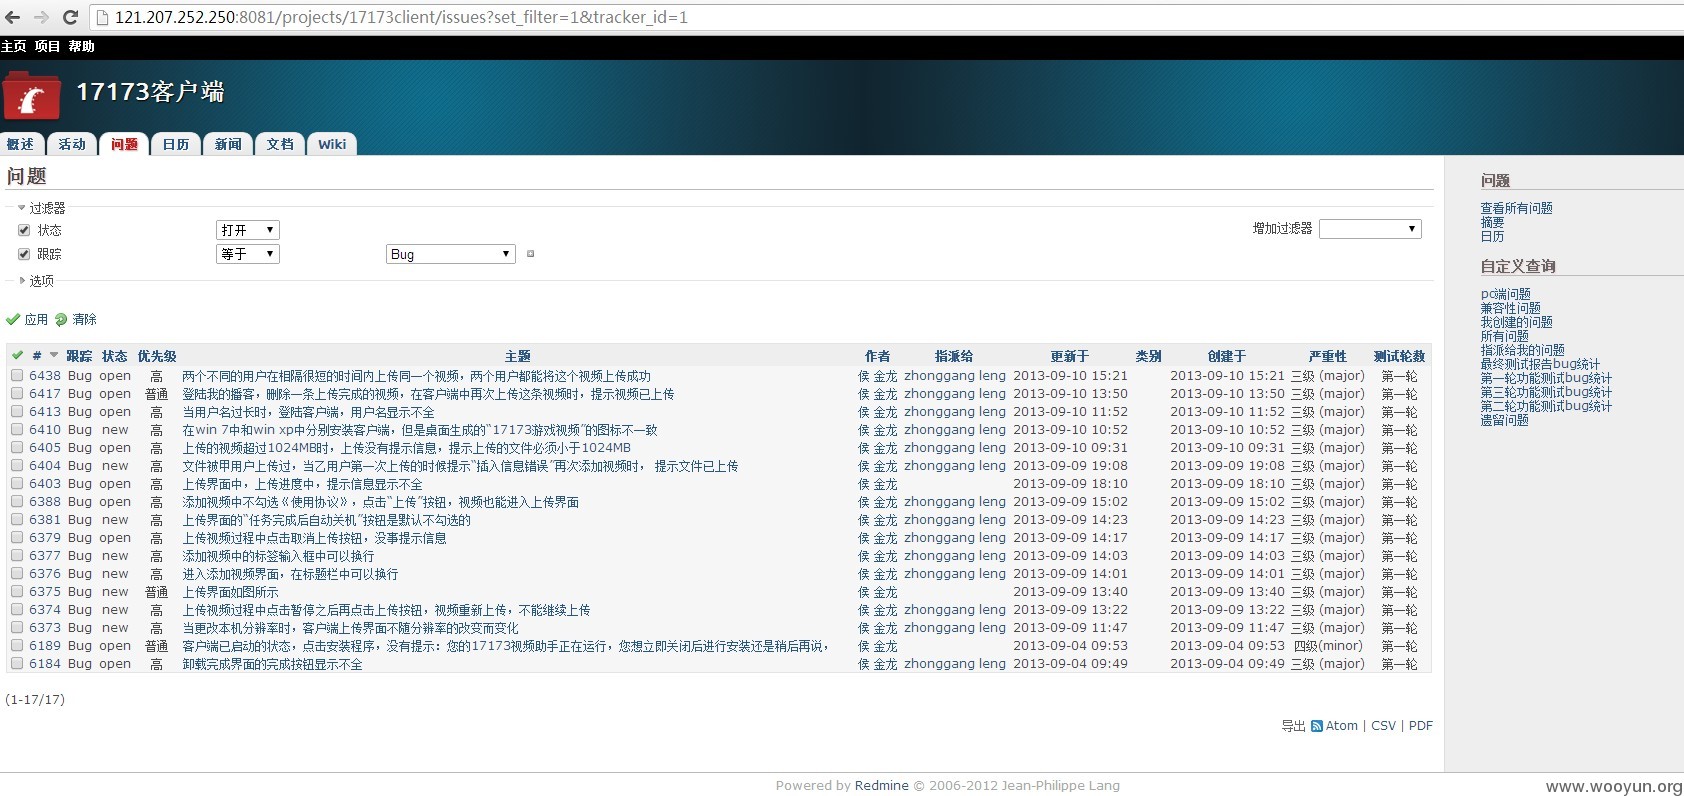 121.207.252.250:8081/projects/17173client/issues?set_filter=1&tracker_id=1
主页 项目 帮助
17173客户端
概述 活动 问题 日历 新闻 文档 Wiki
问题
过滤器
状态 打开 增加过滤器
跟踪 等于 Bug
选项
应用 清除
# 跟踪 状态 优先级 主题 作者 指派给 更新于 类别 创建于 严重性 测试轮数
6438 Bug open 高 两个不同的用户在相隔很短的时间内上传同一个视频，两个用户都能将这个视频上传成功 侯 金龙 zhonggang leng 2013-09-10 15:21 2013-09-10 15:21 三级 (major) 第一轮
6417 Bug open 普通 登陆我的播客，删除一条上传完成的视频，在客户端中再次上传这条视频时，提示视频已上传 侯 金龙 zhonggang leng 2013-09-10 13:50 2013-09-10 13:50 三级 (major) 第一轮
6413 Bug open 高 当用户名过长时，登陆客户端，用户名显示不全 侯 金龙 zhonggang leng 2013-09-10 11:52 2013-09-10 11:52 三级 (major) 第一轮
6410 Bug new 高 在win 7中和win xp中分别安装客户端，但是桌面生成的“17173游戏视频”的图标不一致 侯 金龙 zhonggang leng 2013-09-10 10:52 2013-09-10 10:52 三级 (major) 第一轮
6405 Bug open 高 上传的视频超过1024MB时，上传没有提示信息，提示上传的文件必须小于1024MB 侯 金龙 zhonggang leng 2013-09-10 09:31 2013-09-10 09:31 三级 (major) 第一轮
6404 Bug new 高 文件被甲用户上传过，当乙用户第一次上传的时候提示“插入信息错误”再次添加视频时， 提示文件已上传 侯 金龙 zhonggang leng 2013-09-09 19:08 2013-09-09 19:08 三级 (major) 第一轮
6403 Bug open 高 上传界面中，上传进度中，提示信息显示不全 侯 金龙 2013-09-09 18:10 2013-09-09 18:10 三级 (major) 第一轮
6388 Bug open 高 添加视频中不勾选《使用协议》，点击“上传”按钮，视频也能进入上传界面 侯 金龙 zhonggang leng 2013-09-09 15:02 2013-09-09 15:02 三级 (major) 第一轮
6381 Bug new 高 上传界面的“任务完成后自动关机”按钮是默认不勾选的 侯 金龙 zhonggang leng 2013-09-09 14:23 2013-09-09 14:23 三级 (major) 第一轮
6379 Bug open 高 上传视频过程中点击取消上传按钮，没事提示信息 侯 金龙 zhonggang leng 2013-09-09 14:17 2013-09-09 14:17 三级 (major) 第一轮
6377 Bug new 高 添加视频中的标签输入框中可以换行 侯 金龙 zhonggang leng 2013-09-09 14:03 2013-09-09 14:03 三级 (major) 第一轮
6376 Bug new 高 进入添加视频界面，在标题栏中可以换行 侯 金龙 zhonggang leng 2013-09-09 14:01 2013-09-09 14:01 三级 (major) 第一轮
6375 Bug new 普通 上传界面如图所示 侯 金龙 2013-09-09 13:40 2013-09-09 13:40 三级 (major) 第一轮
6374 Bug new 高 上传视频过程中点击暂停之后再点击上传按钮，视频重新上传，不能继续上传 侯 金龙 zhonggang leng 2013-09-09 13:22 2013-09-09 13:22 三级 (major) 第一轮
6373 Bug new 高 当更改本机分辨率时，客户端上传界面不随分辨率的改变而变化 侯 金龙 zhonggang leng 2013-09-09 11:47 2013-09-09 11:47 三级 (major) 第一轮
6189 Bug open 普通 客户端已启动的状态，点击安装程序，没有提示：您的17173视频助手正在运行，您想立即关闭后进行安装还是稍后再说， 侯 金龙 2013-09-04 09:53 2013-09-04 09:53 四级(minor) 第一轮
6184 Bug open 高 卸载完成界面的完成按钮显示不全 侯 金龙 zhonggang leng 2013-09-04 09:49 2013-09-04 09:49 三级 (major) 第一轮
(1-17/17)
导出 Atom | CSV | PDF
问题
查看所有问题
摘要
日历
自定义查询
pc端问题
兼容性问题
我创建的问题
所有问题
指派给我的问题
最终测试报告bug统计
第一轮功能测试bug统计
第三轮功能测试bug统计
第二轮功能测试bug统计
遗留问题
Powered by Redmine © 2006-2012 Jean-Philippe Lang
www.wooyun.org